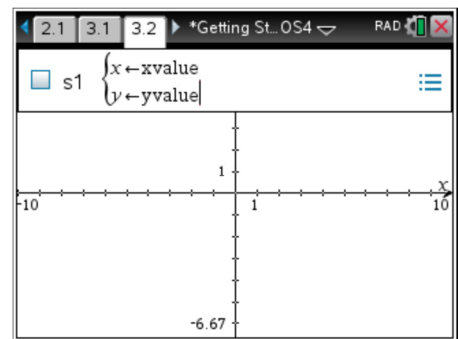 2.1 3.1 3.2 *Getting St...OS4 RAD
s1 { x←xvalue
y←yvalue
1
x
-10 1 10
-6.67